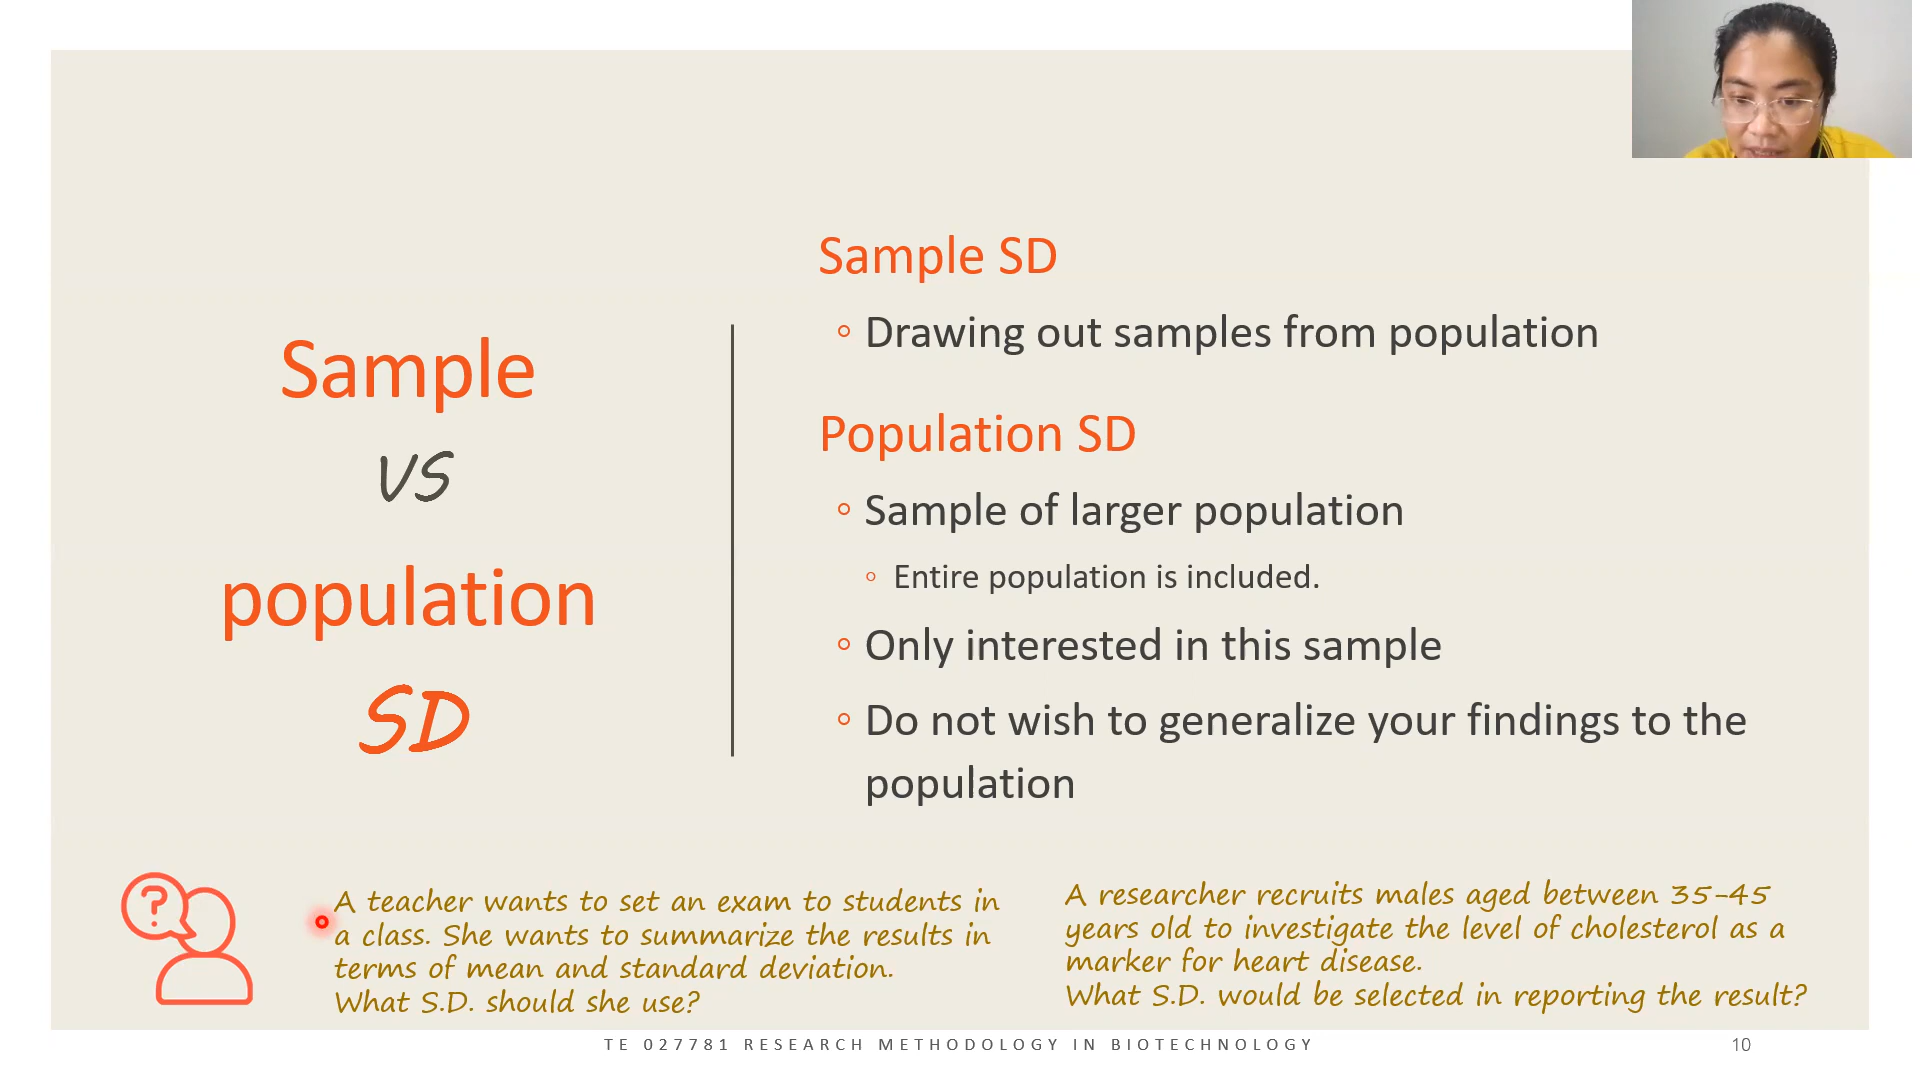 Sample
VS
population
SD
Sample SD
Drawing out samples from population
Population SD
Sample of larger population
Entire population is included.
Only interested in this sample
Do not wish to generalize your findings to the
population
?
A teacher wants to set an exam to students in
a class. She wants to summarize the results in
terms of mean and standard deviation.
What S.D. should she use?
A researcher recruits males aged between 35-45
years old to investigate the level of cholesterol as a
marker for heart disease.
What S.D. would be selected in reporting the result?
TE 027781 RESEARCH METHODOLOGY IN BIOTECHNOLOGY
10